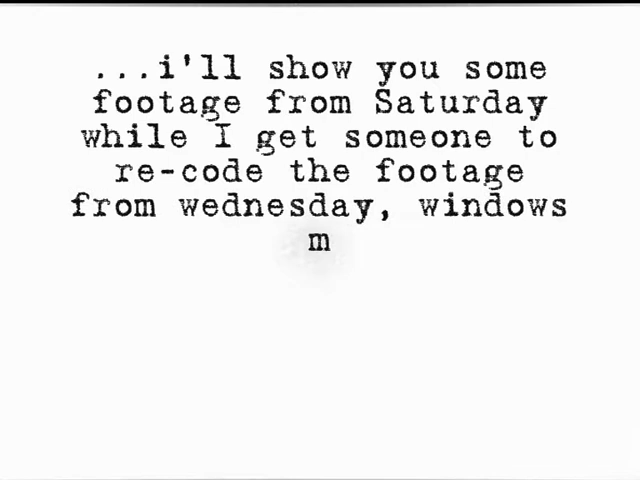 ...i'll show you some
footage from Saturday
while I get someone to
re-code the footage
from wednesday, windows
m